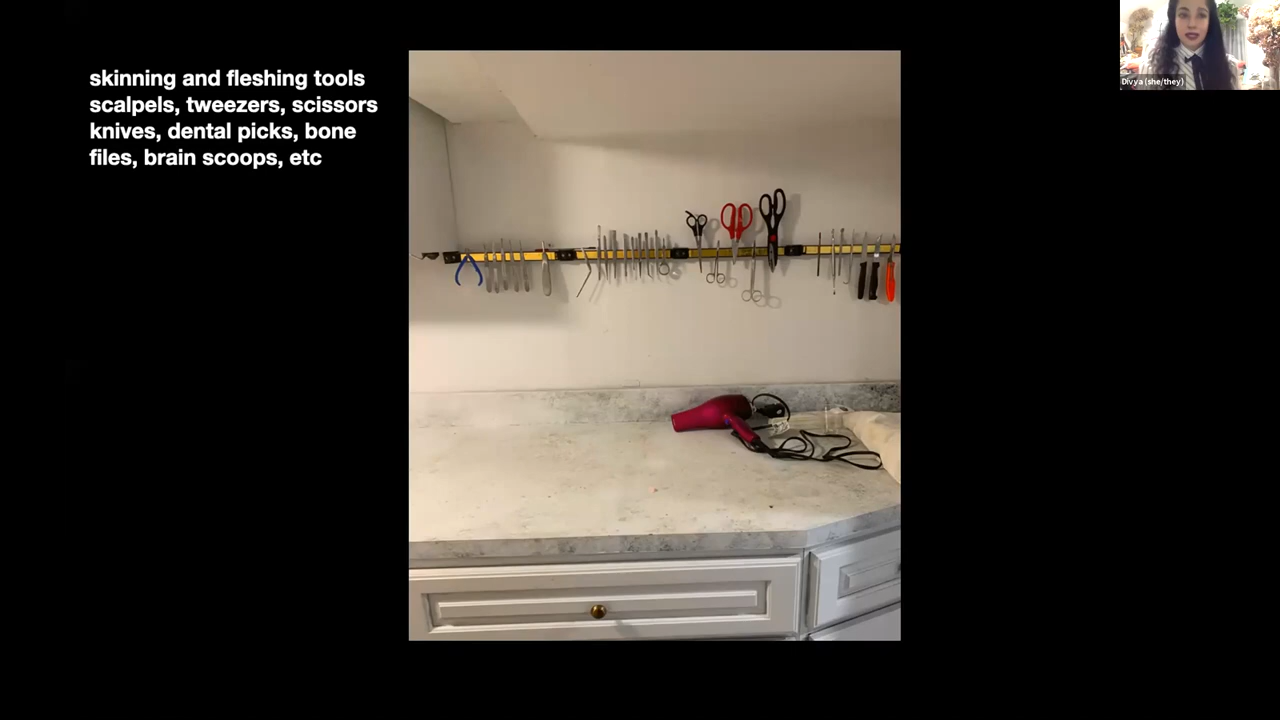 skinning and fleshing tools
scalpels, tweezers, scissors
knives, dental picks, bone
files, brain scoops, etc
Divya (she/they)